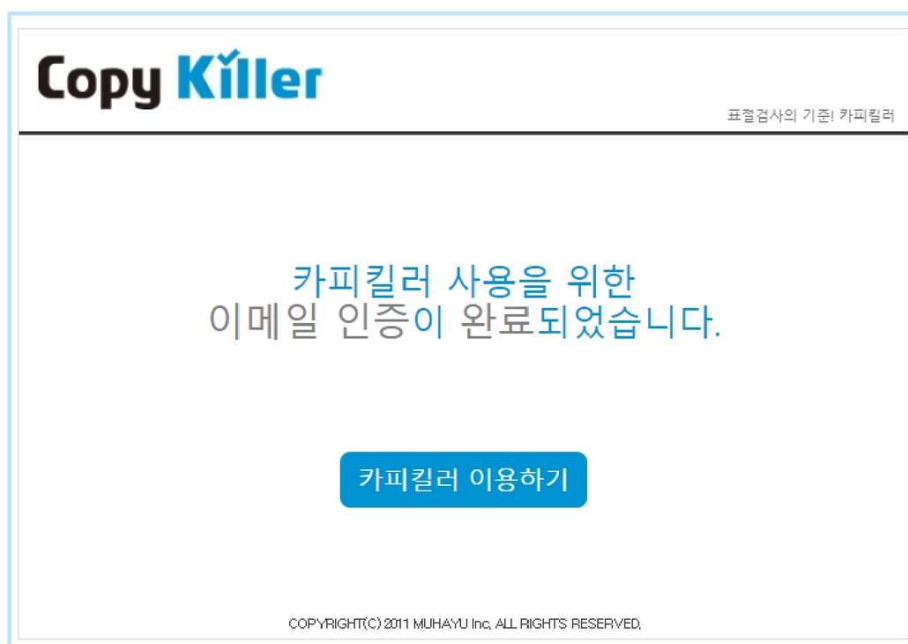 Copy Killer
표절검사의 기준! 카피킬러
카피킬러 사용을 위한
이메일 인증이 완료되었습니다.
카피킬러 이용하기
COPYRIGHT(C) 2011 MUHAYU Inc, ALL RIGHTS RESERVED,